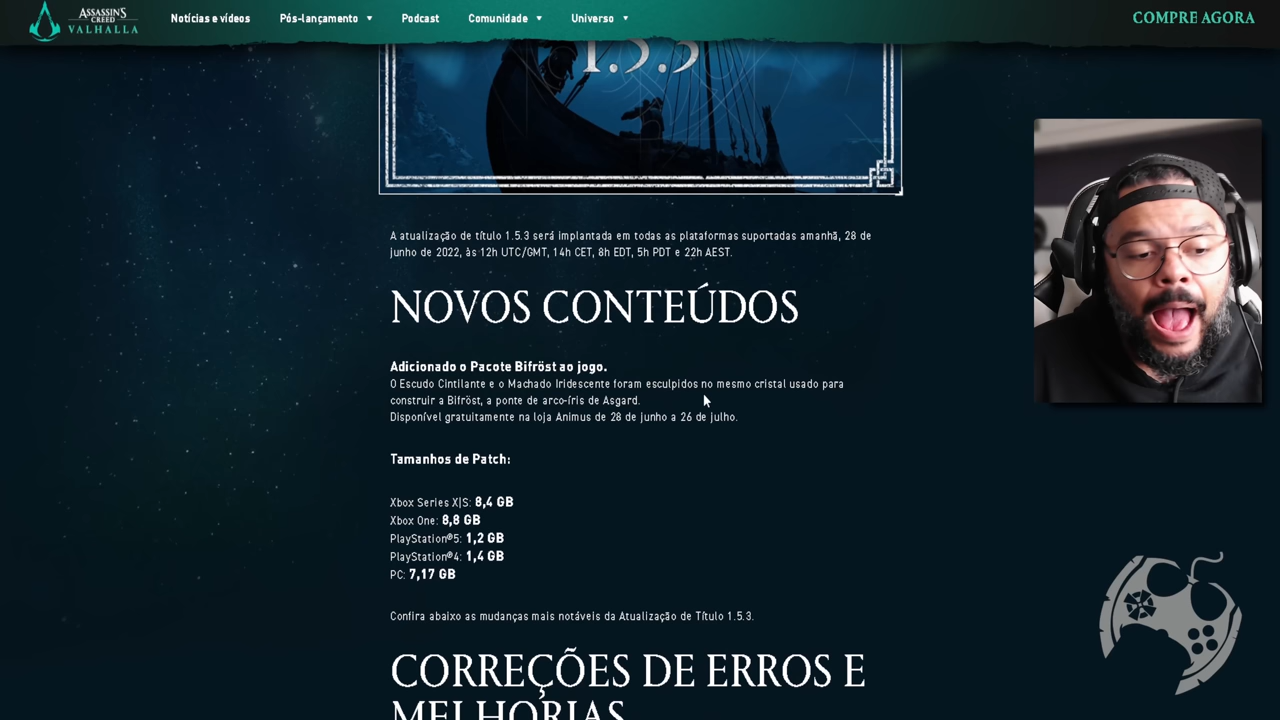 ASSASSIN'S
CREED
VALHALLA
Notícias e vídeos
Pós-lançamento
Podcast
Comunidade
Universo
COMPRE AGORA
1.5.3
A atualização de título 1.5.3 será implantada em todas as plataformas suportadas amanhã, 28 de
junho de 2022, às 12h UTC/GMT, 14h CET, 8h EDT, 5h PDT e 22h AEST.
NOVOS CONTEÚDOS
Adicionado o Pacote Bifröst ao jogo.
O Escudo Cintilante e o Machado Iridescente foram esculpidos no mesmo cristal usado para
construir a Bifröst, a ponte de arco-íris de Asgard.
Disponível gratuitamente na loja Animus de 28 de junho a 26 de julho.
Tamanhos de Patch:
Xbox Series X|S: 8,4 GB
Xbox One: 8,8 GB
PlayStation®5: 1,2 GB
PlayStation®4: 1,4 GB
PC: 7,17 GB
Confira abaixo as mudanças mais notáveis da Atualização de Título 1.5.3.
CORREÇÕES DE ERROS E
MELHORIAS